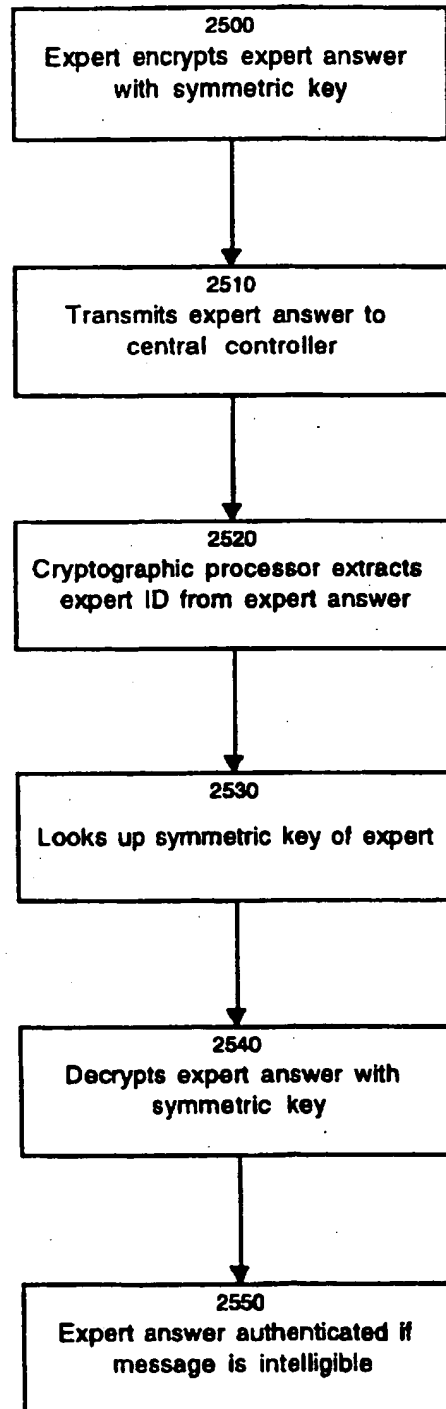 2500
Expert encrypts expert answer
with symmetric key
2510
Transmits expert answer to
central controller
2520
Cryptographic processor extracts
expert ID from expert answer
2530
Looks up symmetric key of expert
2540
Decrypts expert answer with
symmetric key
2550
Expert answer authenticated if
message is intelligible